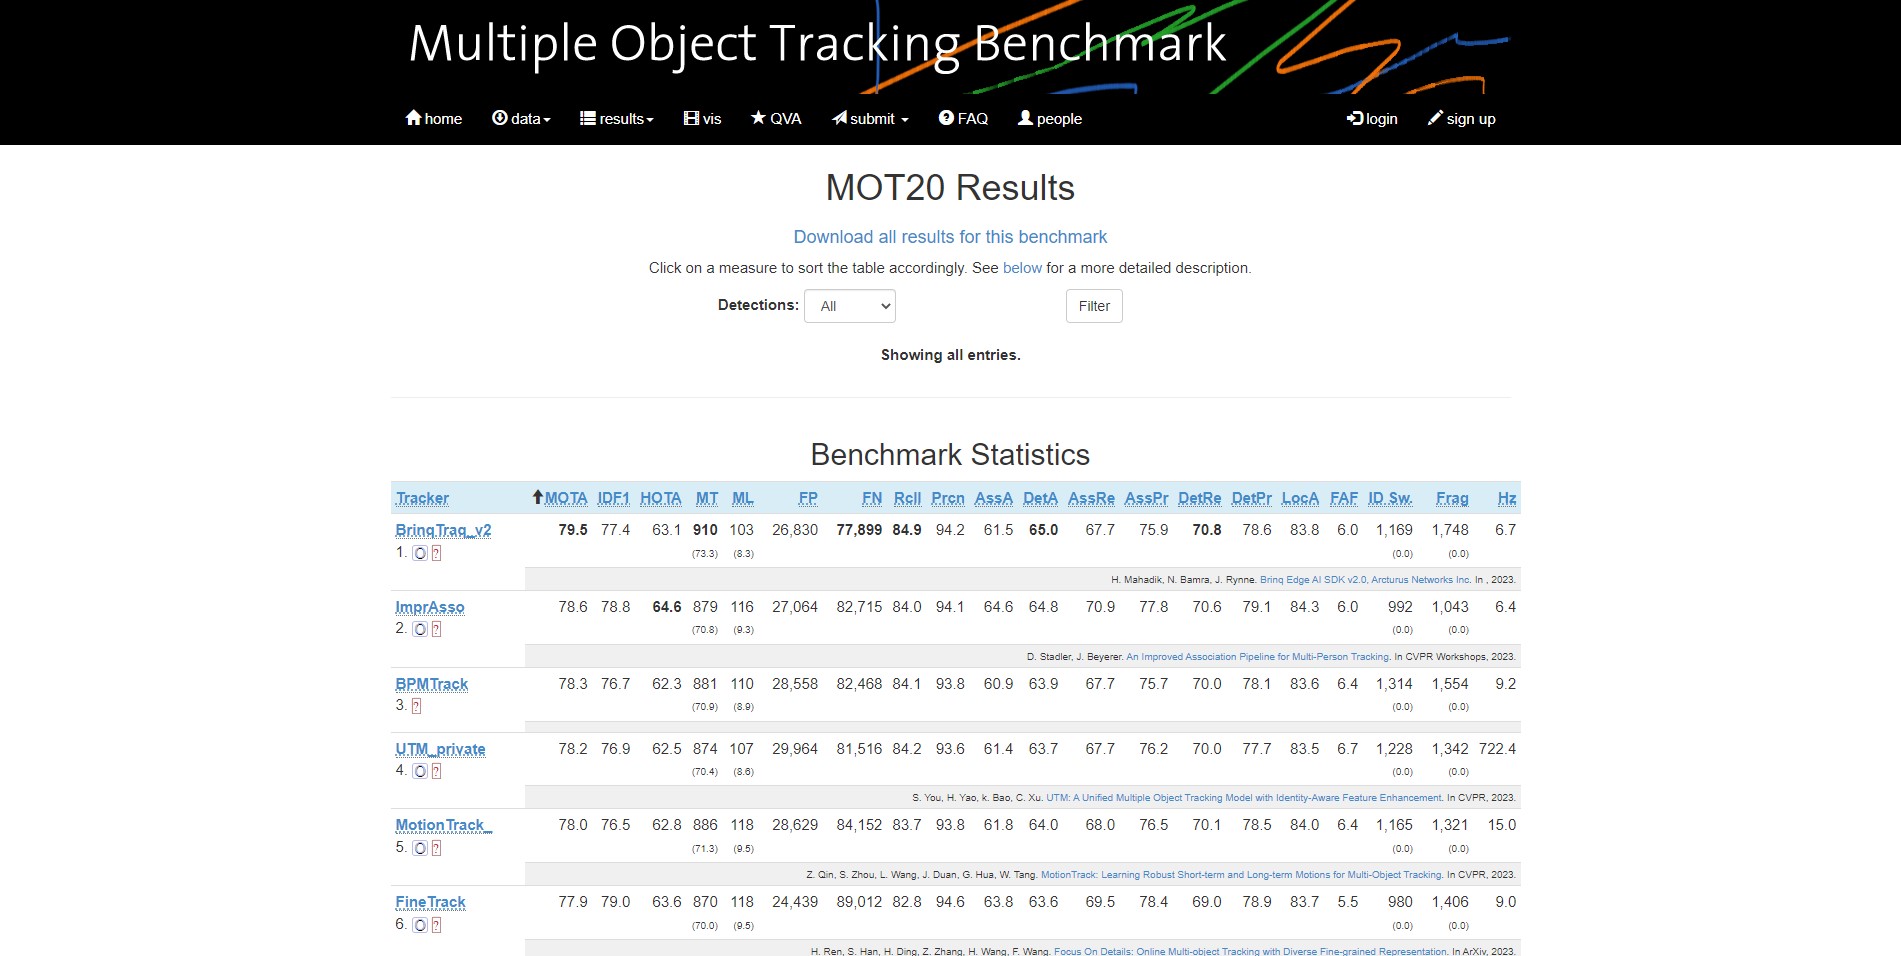 Multiple Object Tracking Benchmark
home data results vis QVA submit FAQ people login sign up
MOT20 Results
Download all results for this benchmark
Click on a measure to sort the table accordingly. See below for a more detailed description.
Detections: All Filter
Showing all entries.
Benchmark Statistics
Tracker MOTA IDF1 HOTA MT ML FP FN Rcll Prcn AssA DetA AssRe AssPr DetRe DetPr LocA FAF ID Sw. Frag Hz
BrinqTraq_v2 79.5 77.4 63.1 910 103 26,830 77,899 84.9 94.2 61.5 65.0 67.7 75.9 70.8 78.6 83.8 6.0 1,169 1,748 6.7
1. ? (73.3) (8.3) (0.0) (0.0)
H. Mahadik, N. Bamra, J. Rynne. Brinq Edge AI SDK v2.0, Arcturus Networks Inc. In , 2023.
ImprAsso 78.6 78.8 64.6 879 116 27,064 82,715 84.0 94.1 64.6 64.8 70.9 77.8 70.6 79.1 84.3 6.0 992 1,043 6.4
2. ? (70.8) (9.3) (0.0) (0.0)
D. Stadler, J. Beyerer. An Improved Association Pipeline for Multi-Person Tracking. In CVPR Workshops, 2023.
BPMTrack 78.3 76.7 62.3 881 110 28,558 82,468 84.1 93.8 60.9 63.9 67.7 75.7 70.0 78.1 83.6 6.4 1,314 1,554 9.2
3. ? (70.9) (8.9) (0.0) (0.0)
UTM_private 78.2 76.9 62.5 874 107 29,964 81,516 84.2 93.6 61.4 63.7 67.7 76.2 70.0 77.7 83.5 6.7 1,228 1,342 722.4
4. ? (70.4) (8.6) (0.0) (0.0)
S. You, H. Yao, k. Bao, C. Xu. UTM: A Unified Multiple Object Tracking Model with Identity-Aware Feature Enhancement. In CVPR, 2023.
MotionTrack_ 78.0 76.5 62.8 886 118 28,629 84,152 83.7 93.8 61.8 64.0 68.0 76.5 70.1 78.5 84.0 6.4 1,165 1,321 15.0
5. ? (71.3) (9.5) (0.0) (0.0)
Z. Qin, S. Zhou, L. Wang, J. Duan, G. Hua, W. Tang. MotionTrack: Learning Robust Short-term and Long-term Motions for Multi-Object Tracking. In CVPR, 2023.
FineTrack 77.9 79.0 63.6 870 118 24,439 89,012 82.8 94.6 63.8 63.6 69.5 78.4 69.0 78.9 83.7 5.5 980 1,406 9.0
6. ? (70.0) (9.5) (0.0) (0.0)
H. Ren, S. Han, H. Ding, Z. Zhang, H. Wang, F. Wang. Focus On Details: Online Multi-object Tracking with Diverse Fine-grained Representation. In ArXiv, 2023.